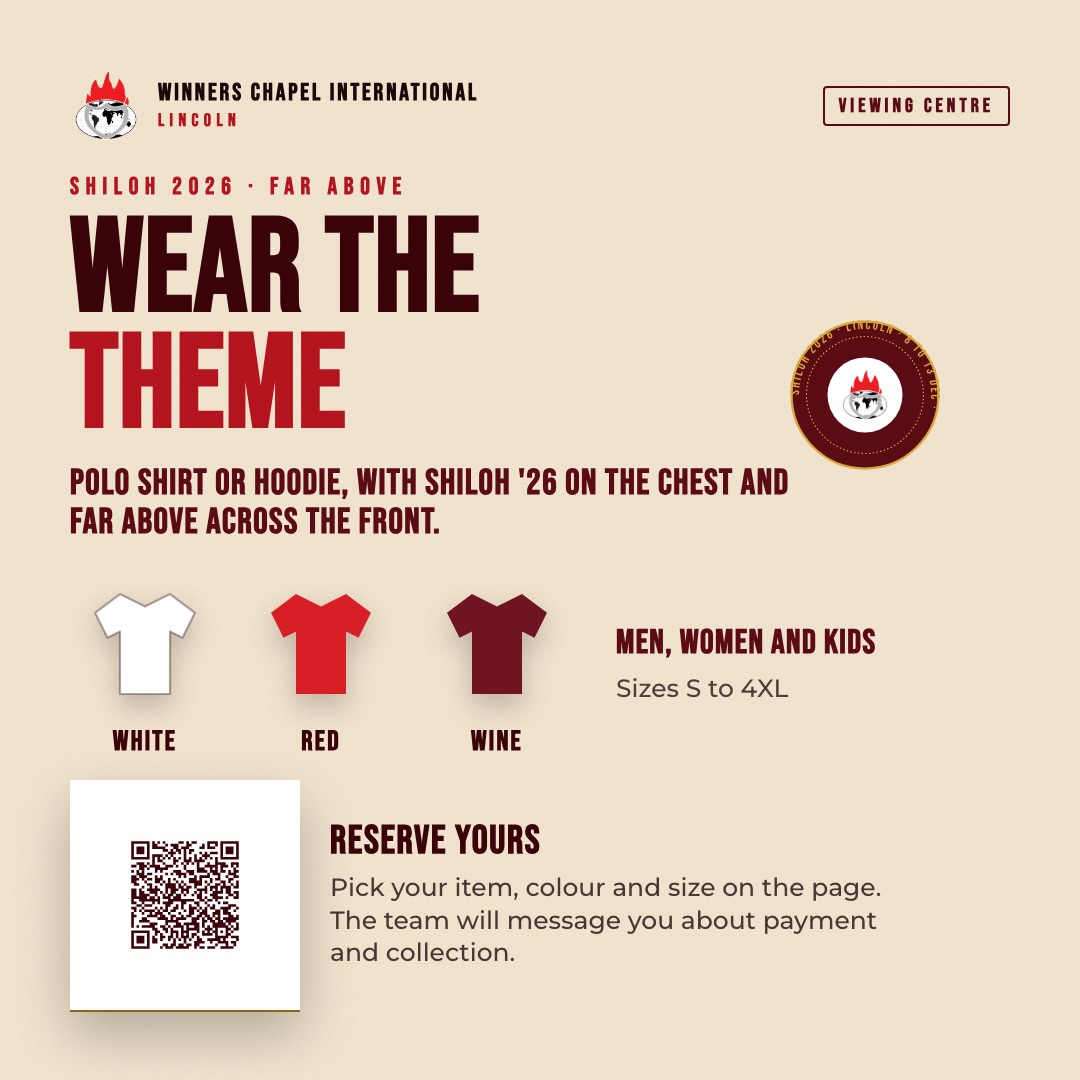 WINNERS CHAPEL INTERNATIONAL
LINCOLN
VIEWING CENTRE
SHILOH 2026 · FAR ABOVE
WEAR THE
THEME
SHILOH 2026 · LINCOLN · 8 TO 13 DEC ·
POLO SHIRT OR HOODIE, WITH SHILOH '26 ON THE CHEST AND
FAR ABOVE ACROSS THE FRONT.
WHITE
RED
WINE
MEN, WOMEN AND KIDS
Sizes S to 4XL
RESERVE YOURS
Pick your item, colour and size on the page.
The team will message you about payment
and collection.